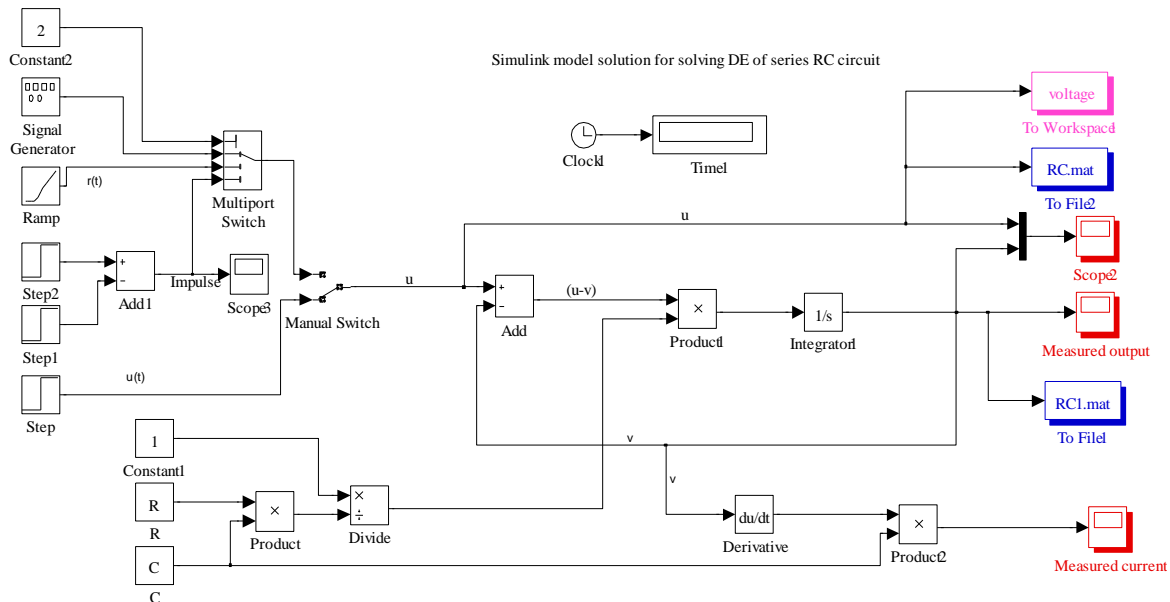 2
Constant2
Simulink model solution for solving DE of series RC circuit
voltage
To Workspace1
Signal
Generator
Clock1
Time1
RC.mat
To File2
r(t)
Ramp
Multiport
Switch
u
Scope2
+
−
Step2
Add1
Impulse
Scope3
u
Manual Switch
+
−
Add
(u-v)
×
Product1
1/s
Integrator1
Measured output
Step1
u(t)
Step
RC1.mat
To File1
v
1
Constant1
v
R
R
×
Product
×
÷
Divide
du/dt
Derivative
×
Product2
Measured current
C
C